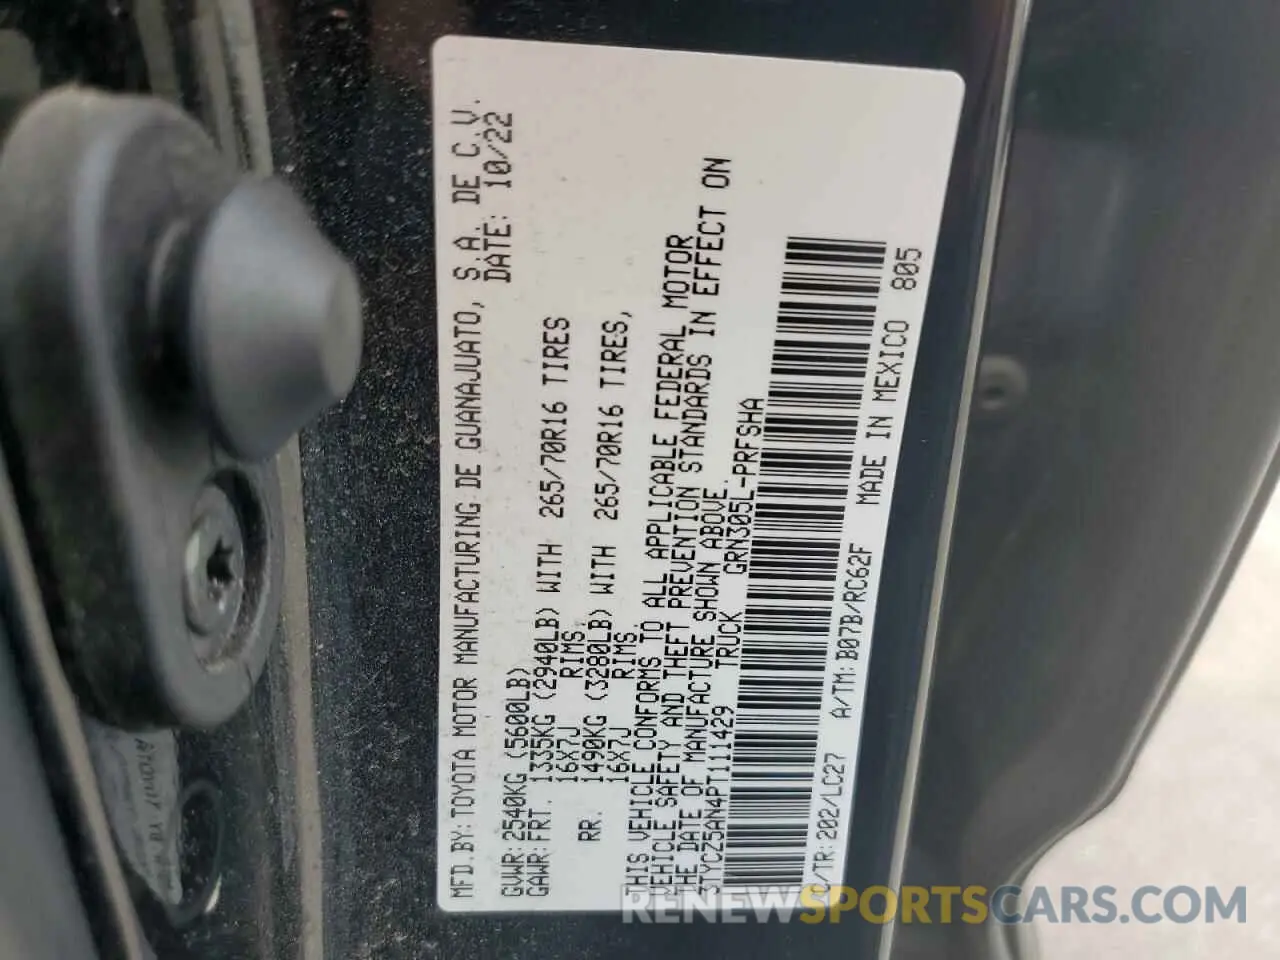 MFD.BY: TOYOTA MOTOR MANUFACTURING DE GUANAJUATO, S.A. DE C.V.
DATE: 10/22
GVWR: 2540KG (5600LB)
GAWR: FRT. 1335KG (2940LB) WITH 265/70R16 TIRES
16X7J RIMS,
RR. 1490KG (3280LB) WITH 265/70R16 TIRES,
16X7J RIMS.
THIS VEHICLE CONFORMS TO ALL APPLICABLE FEDERAL MOTOR
VEHICLE SAFETY AND THEFT PREVENTION STANDARDS IN EFFECT ON
THE DATE OF MANUFACTURE SHOWN ABOVE.
3TYCZ5AN4PT111429 TRUCK GRN305L-PRFSHA
C/TR: 202/LC27 A/TM: B07B/RC62F MADE IN MEXICO 805
RENEWSPORTSCARS.COM